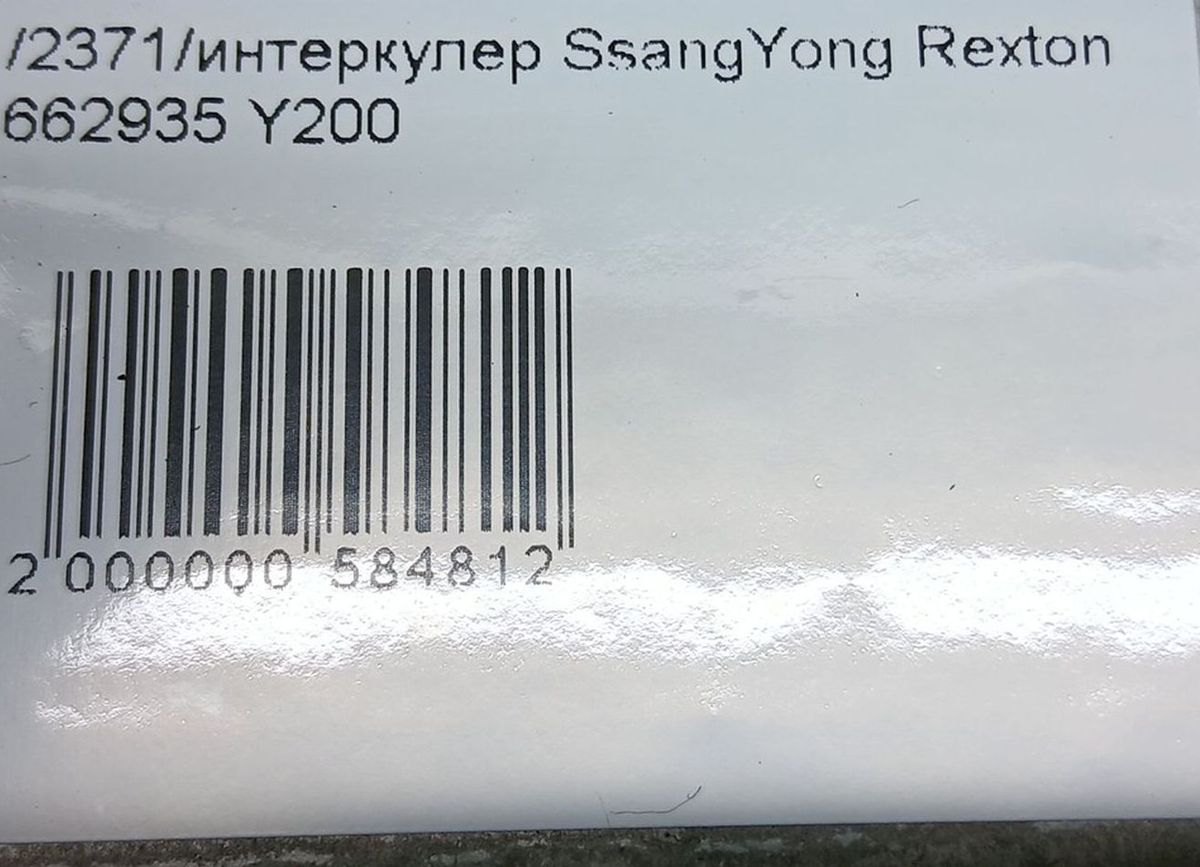 /2371/интеркулер SsangYong Rexton
662935 Y200
2 000000 584812